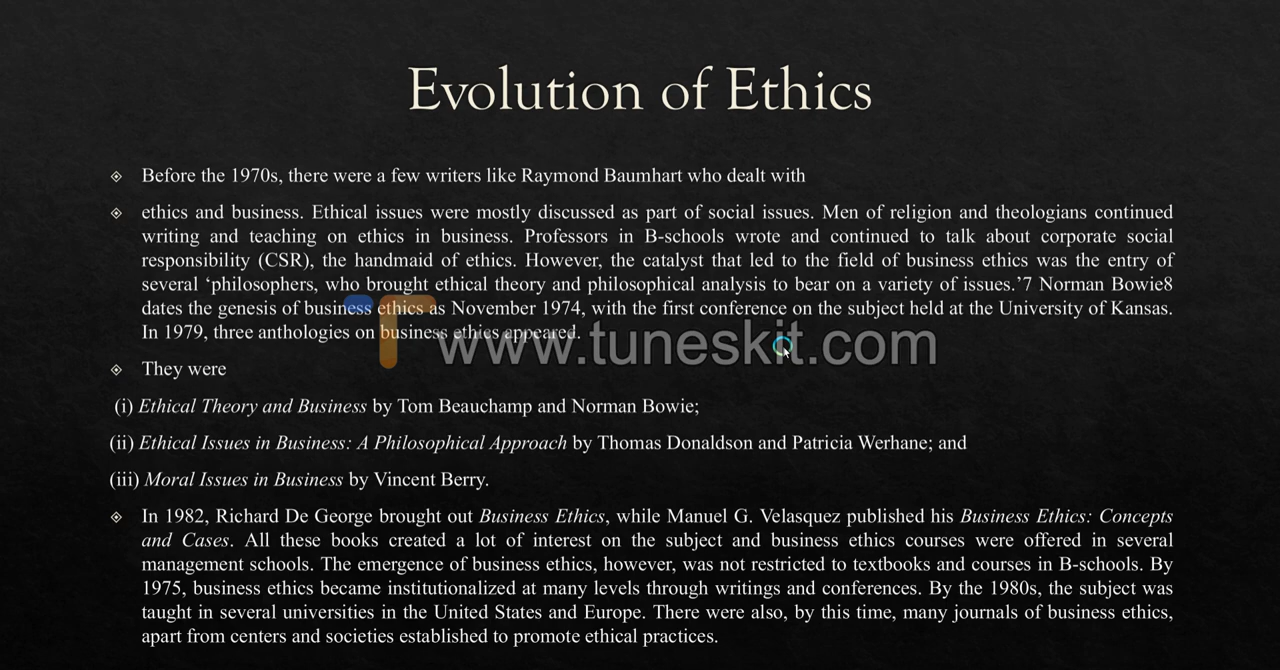 Evolution of Ethics
Before the 1970s, there were a few writers like Raymond Baumhart who dealt with
ethics and business. Ethical issues were mostly discussed as part of social issues. Men of religion and theologians continued
writing and teaching on ethics in business. Professors in B-schools wrote and continued to talk about corporate social
responsibility (CSR), the handmaid of ethics. However, the catalyst that led to the field of business ethics was the entry of
several ‘philosophers, who brought ethical theory and philosophical analysis to bear on a variety of issues.’7 Norman Bowie8
dates the genesis of business ethics as November 1974, with the first conference on the subject held at the University of Kansas.
In 1979, three anthologies on business ethics appeared.
www.tuneskit.com
They were
(i) Ethical Theory and Business by Tom Beauchamp and Norman Bowie;
(ii) Ethical Issues in Business: A Philosophical Approach by Thomas Donaldson and Patricia Werhane; and
(iii) Moral Issues in Business by Vincent Berry.
In 1982, Richard De George brought out Business Ethics, while Manuel G. Velasquez published his Business Ethics: Concepts
and Cases. All these books created a lot of interest on the subject and business ethics courses were offered in several
management schools. The emergence of business ethics, however, was not restricted to textbooks and courses in B-schools. By
1975, business ethics became institutionalized at many levels through writings and conferences. By the 1980s, the subject was
taught in several universities in the United States and Europe. There were also, by this time, many journals of business ethics,
apart from centers and societies established to promote ethical practices.